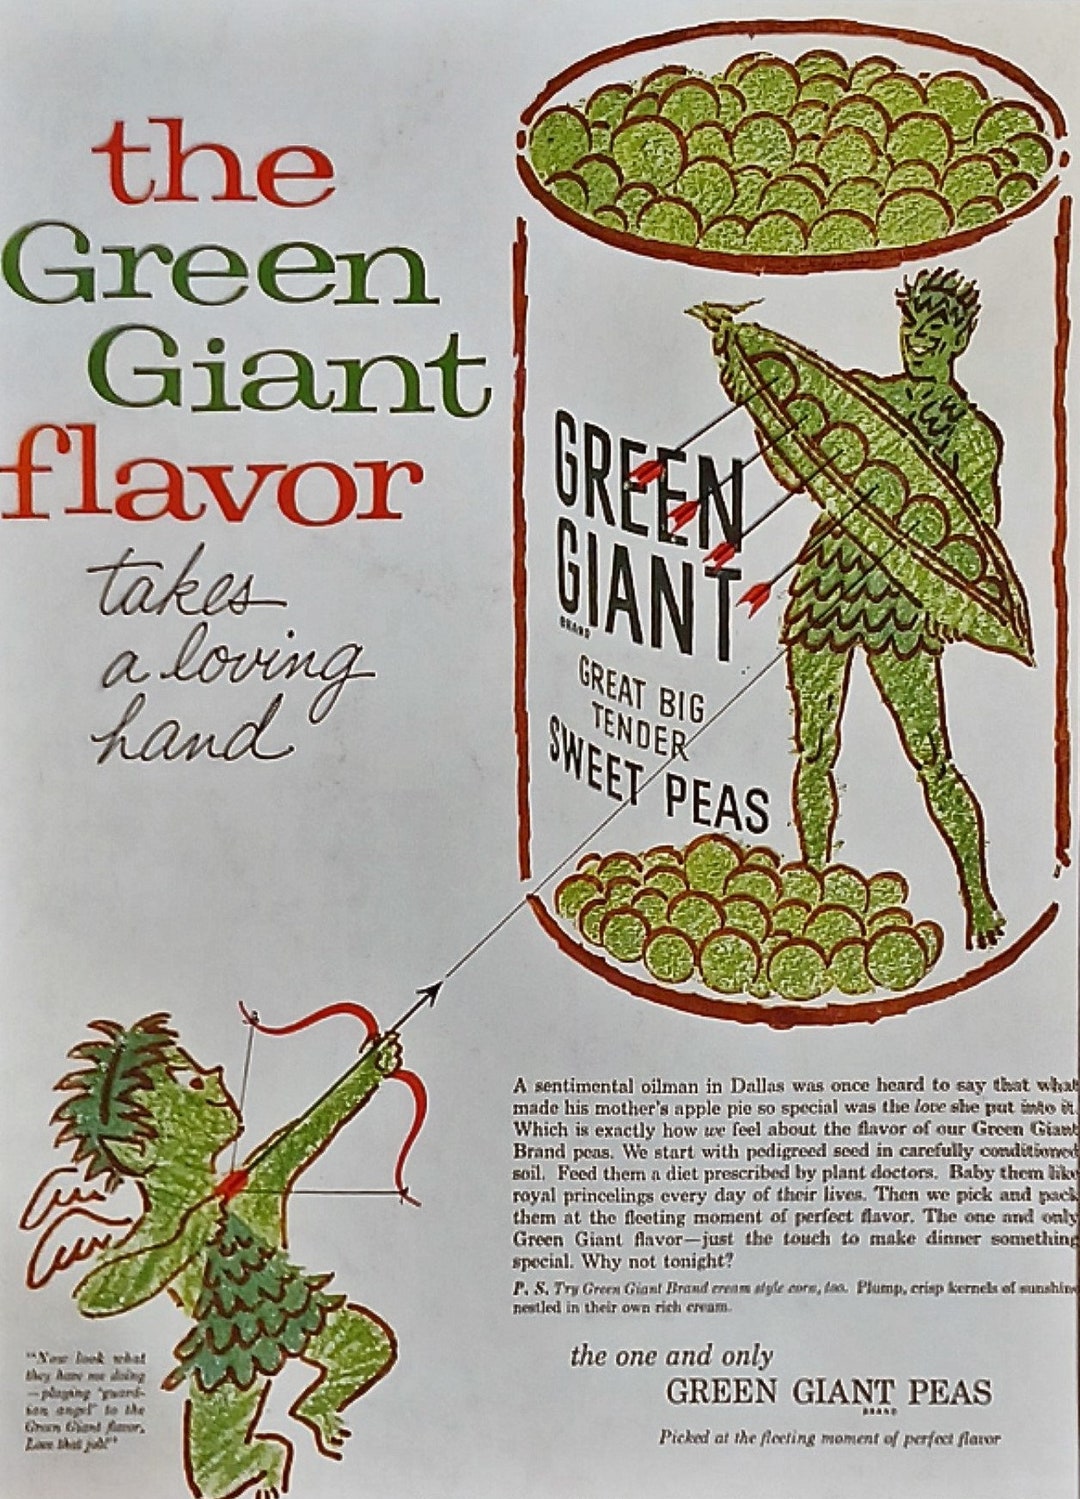 the
Green
Giant
flavor
takes
a loving
hand
GREEN
GIANT
BRAND
GREAT BIG
TENDER
SWEET PEAS
A sentimental oilman in Dallas was once heard to say that what
made his mother's apple pie so special was the love she put into it.
Which is exactly how we feel about the flavor of our Green Giant
Brand peas. We start with pedigreed seed in carefully conditioned
soil. Feed them a diet prescribed by plant doctors. Baby them like
royal princelings every day of their lives. Then we pick and pack
them at the fleeting moment of perfect flavor. The one and only
Green Giant flavor—just the touch to make dinner something
special. Why not tonight?
P. S. Try Green Giant Brand cream style corn, too. Plump, crisp kernels of sunshine
nestled in their own rich cream.
"Now look what
they have me doing
—playing 'guard-
ian angel' to the
Green Giant flavor.
Love that job!"
the one and only
GREEN GIANT PEAS
BRAND
Picked at the fleeting moment of perfect flavor